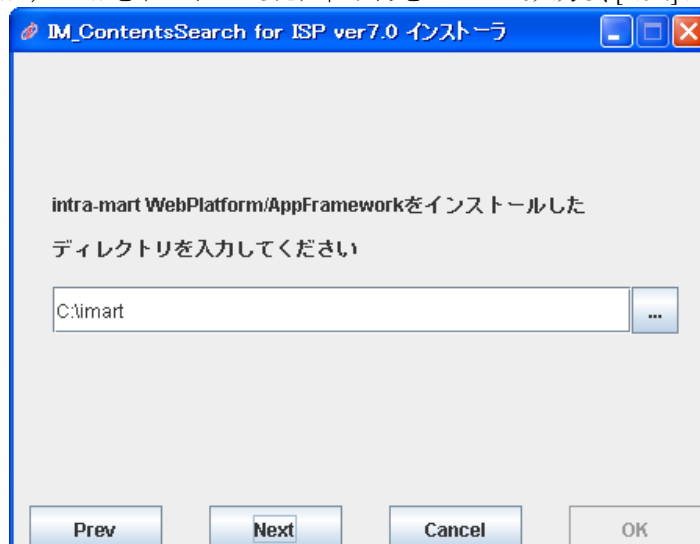 IM_ContentsSearch for ISP ver7.0 インストーラ
intra-mart WebPlatform/AppFrameworkをインストールした
ディレクトリを入力してください
C:\imart
...
Prev Next Cancel OK